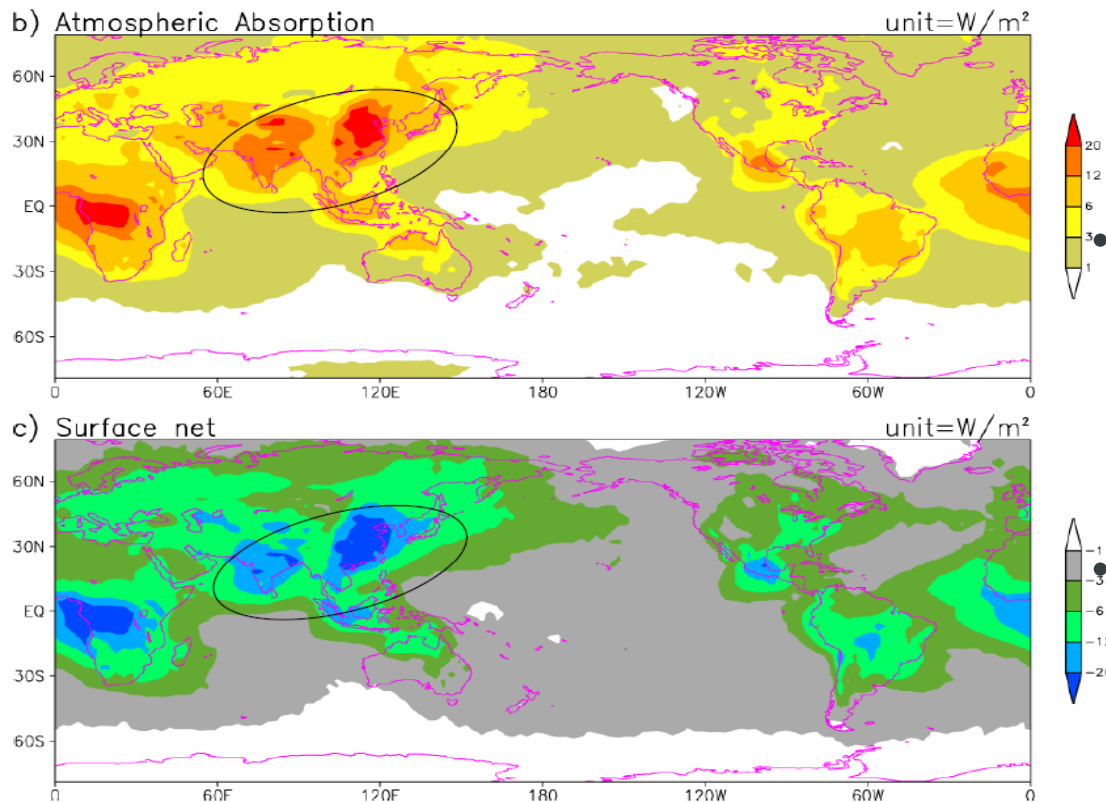 b) Atmospheric Absorption
unit=W/m²
60N
30N
EQ
30S
60S
0
60E
120E
180
120W
60W
0
20
12
6
3
1
c) Surface net
unit=W/m²
60N
30N
EQ
30S
60S
0
60E
120E
180
120W
60W
0
-1
-3
-6